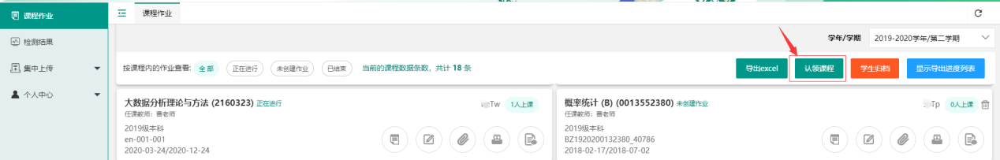 课程作业
课程作业
检测结果
学年/学期 2019-2020学年/第二学期
集中上传
按课程内的作业查看: 全部 正在进行 未创建作业 已结束 当前的课程数据条数，共计 18 条
导出excel 认领课程 学生归档 显示导出进度列表
个人中心
大数据分析理论与方法 (2160323) 正在进行
Tw 1人上课
任课教师：曹老师
2019级本科
en-001-001
2020-03-24/2020-12-24
概率统计 (B) (0013552380) 未创建作业
Tp 0人上课
任课教师：曹老师
2019级本科
BZ1920200132380_40786
2018-02-17/2018-07-02